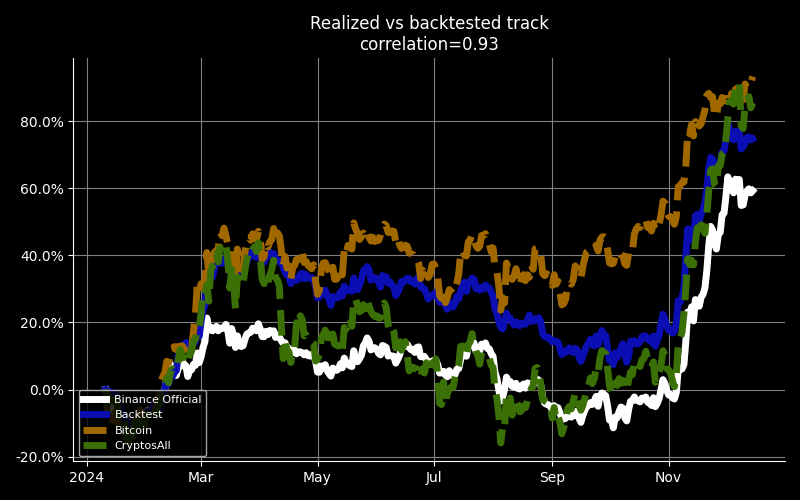 Realized vs backtested track
correlation=0.93
80.0%
60.0%
40.0%
20.0%
0.0%
-20.0%
Binance Official
Backtest
Bitcoin
CryptosAll
2024 Mar May Jul Sep Nov